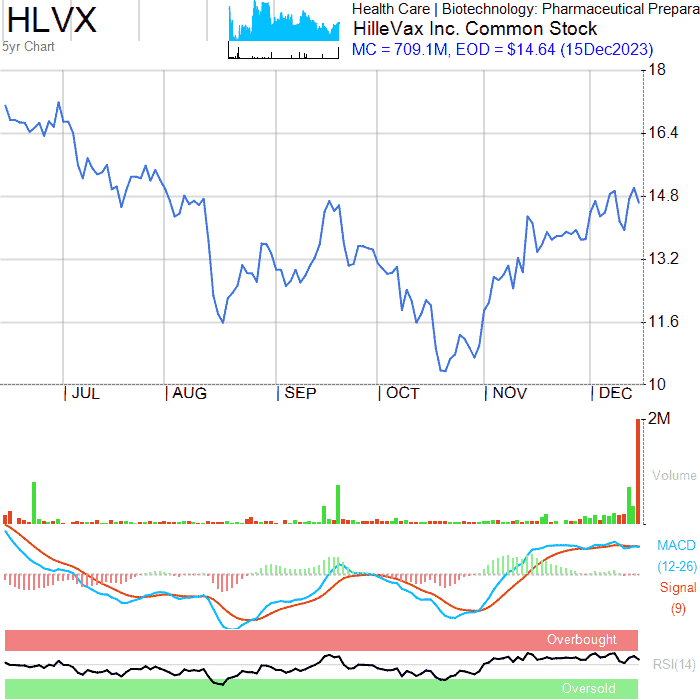 HLVX
5yr Chart
Health Care | Biotechnology: Pharmaceutical Prepara
HilleVax Inc. Common Stock
MC = 709.1M, EOD = $14.64 (15Dec2023)
18
16.4
14.8
13.2
11.6
10
JUL AUG SEP OCT NOV DEC
2M
Volume
MACD
(12-26)
Signal
(9)
Overbought
RSI(14)
Oversold